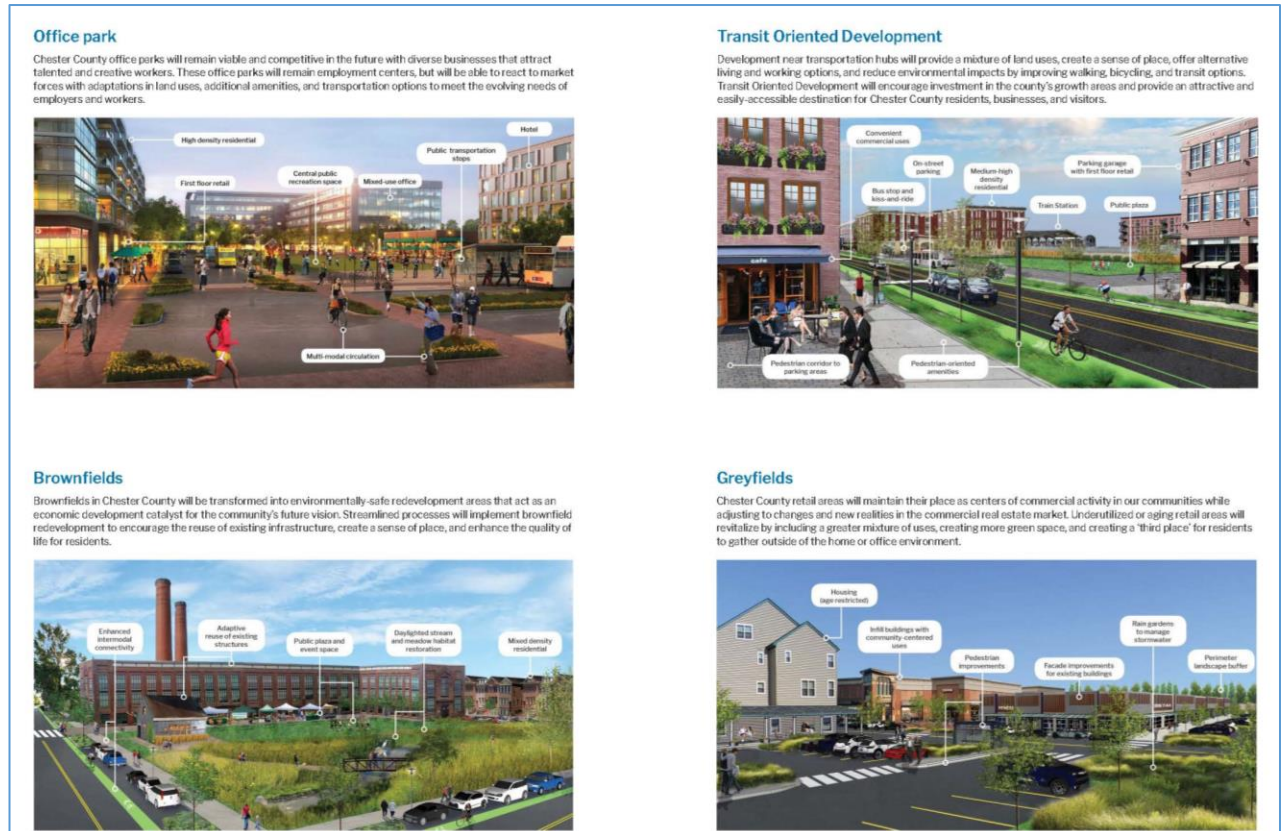 Office park
Chester County office parks will remain viable and competitive in the future with diverse businesses that attract
talented and creative workers. These office parks will remain employment centers, but will be able to react to market
forces with adaptations in land uses, additional amenities, and transportation options to meet the evolving needs of
employers and workers.
High density residential
Hotel
Public transportation
stops
First floor retail
Central public
recreation space
Mixed-use office
Multi-modal circulation
Transit Oriented Development
Development near transportation hubs will provide a mixture of land uses, create a sense of place, offer alternative
living and working options, and reduce environmental impacts by improving walking, bicycling, and transit options.
Transit Oriented Development will encourage investment in the county's growth areas and provide an attractive and
easily-accessible destination for Chester County residents, businesses, and visitors.
Convenient
commercial uses
On-street
parking
Bus stop and
kiss-and-ride
Medium-high
density
residential
Parking garage
with first floor retail
Train Station
Public plaza
cafe
Pedestrian corridor to
parking areas
Pedestrian-oriented
amenities
Brownfields
Brownfields in Chester County will be transformed into environmentally-safe redevelopment areas that act as an
economic development catalyst for the community's future vision. Streamlined processes will implement brownfield
redevelopment to encourage the reuse of existing infrastructure, create a sense of place, and enhance the quality of
life for residents.
Enhanced
intermodal
connectivity
Adaptive
reuse of existing
structures
Public plaza and
event space
Daylighted stream
and meadow habitat
restoration
Mixed density
residential
Greyfields
Chester County retail areas will maintain their place as centers of commercial activity in our communities while
adjusting to changes and new realities in the commercial real estate market. Underutilized or aging retail areas will
revitalize by including a greater mixture of uses, creating more green space, and creating a 'third place' for residents
to gather outside of the home or office environment.
Housing
(age restricted)
Infill buildings with
community-centered
uses
Pedestrian
improvements
Facade improvements
for existing buildings
Rain gardens
to manage
stormwater
Perimeter
landscape buffer